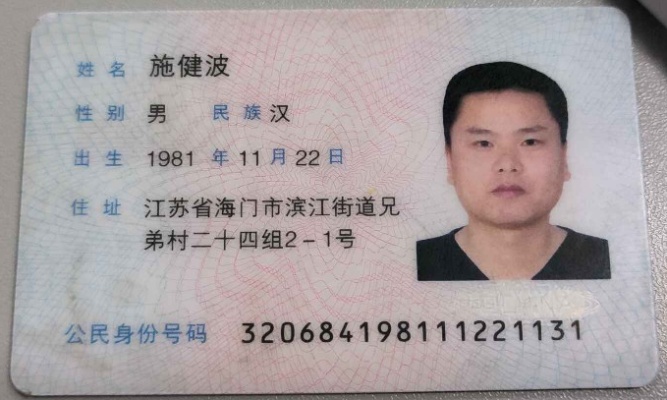 姓名 施健波
性别 男 民族 汉
出生 1981 年 11 月 22 日
住址 江苏省海门市滨江街道兄
弟村二十四组2-1号
公民身份号码 320684198111221131